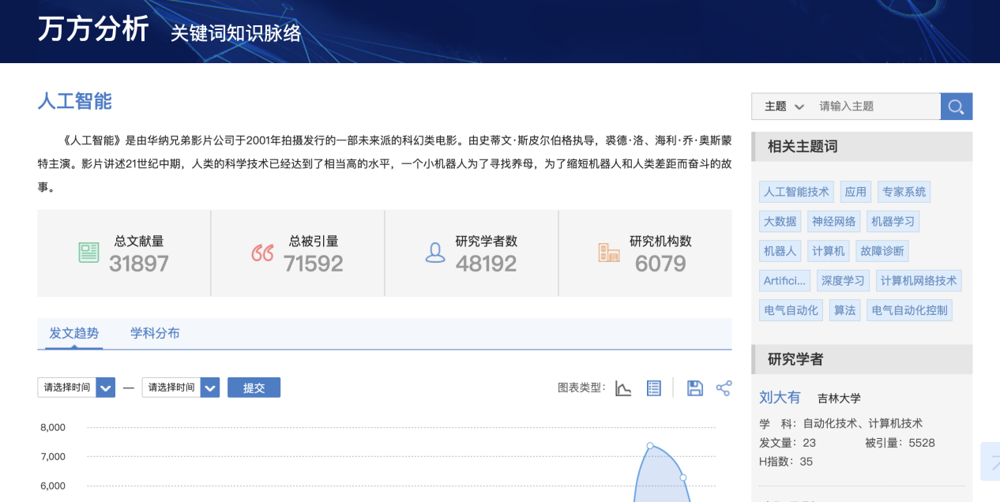 万方分析 关键词知识脉络
人工智能
《人工智能》是由华纳兄弟影片公司于2001年拍摄发行的一部未来派的科幻类电影。由史蒂文·斯皮尔伯格执导，裘德·洛、海利·乔·奥斯蒙
特主演。影片讲述21世纪中期，人类的科学技术已经达到了相当高的水平，一个小机器人为了寻找养母，为了缩短机器人和人类差距而奋斗的故
事。
总文献量
31897
总被引量
71592
研究学者数
48192
研究机构数
6079
发文趋势 学科分布
请选择时间 — 请选择时间 提交 图表类型：
8,000
7,000
6,000
主题 请输入主题
相关主题词
人工智能技术 应用 专家系统
大数据 神经网络 机器学习
机器人 计算机 故障诊断
Artifici... 深度学习 计算机网络技术
电气自动化 算法 电气自动化控制
研究学者
刘大有 吉林大学
学 科：自动化技术、计算机技术
发文量：23 被引量：5528
H指数：35